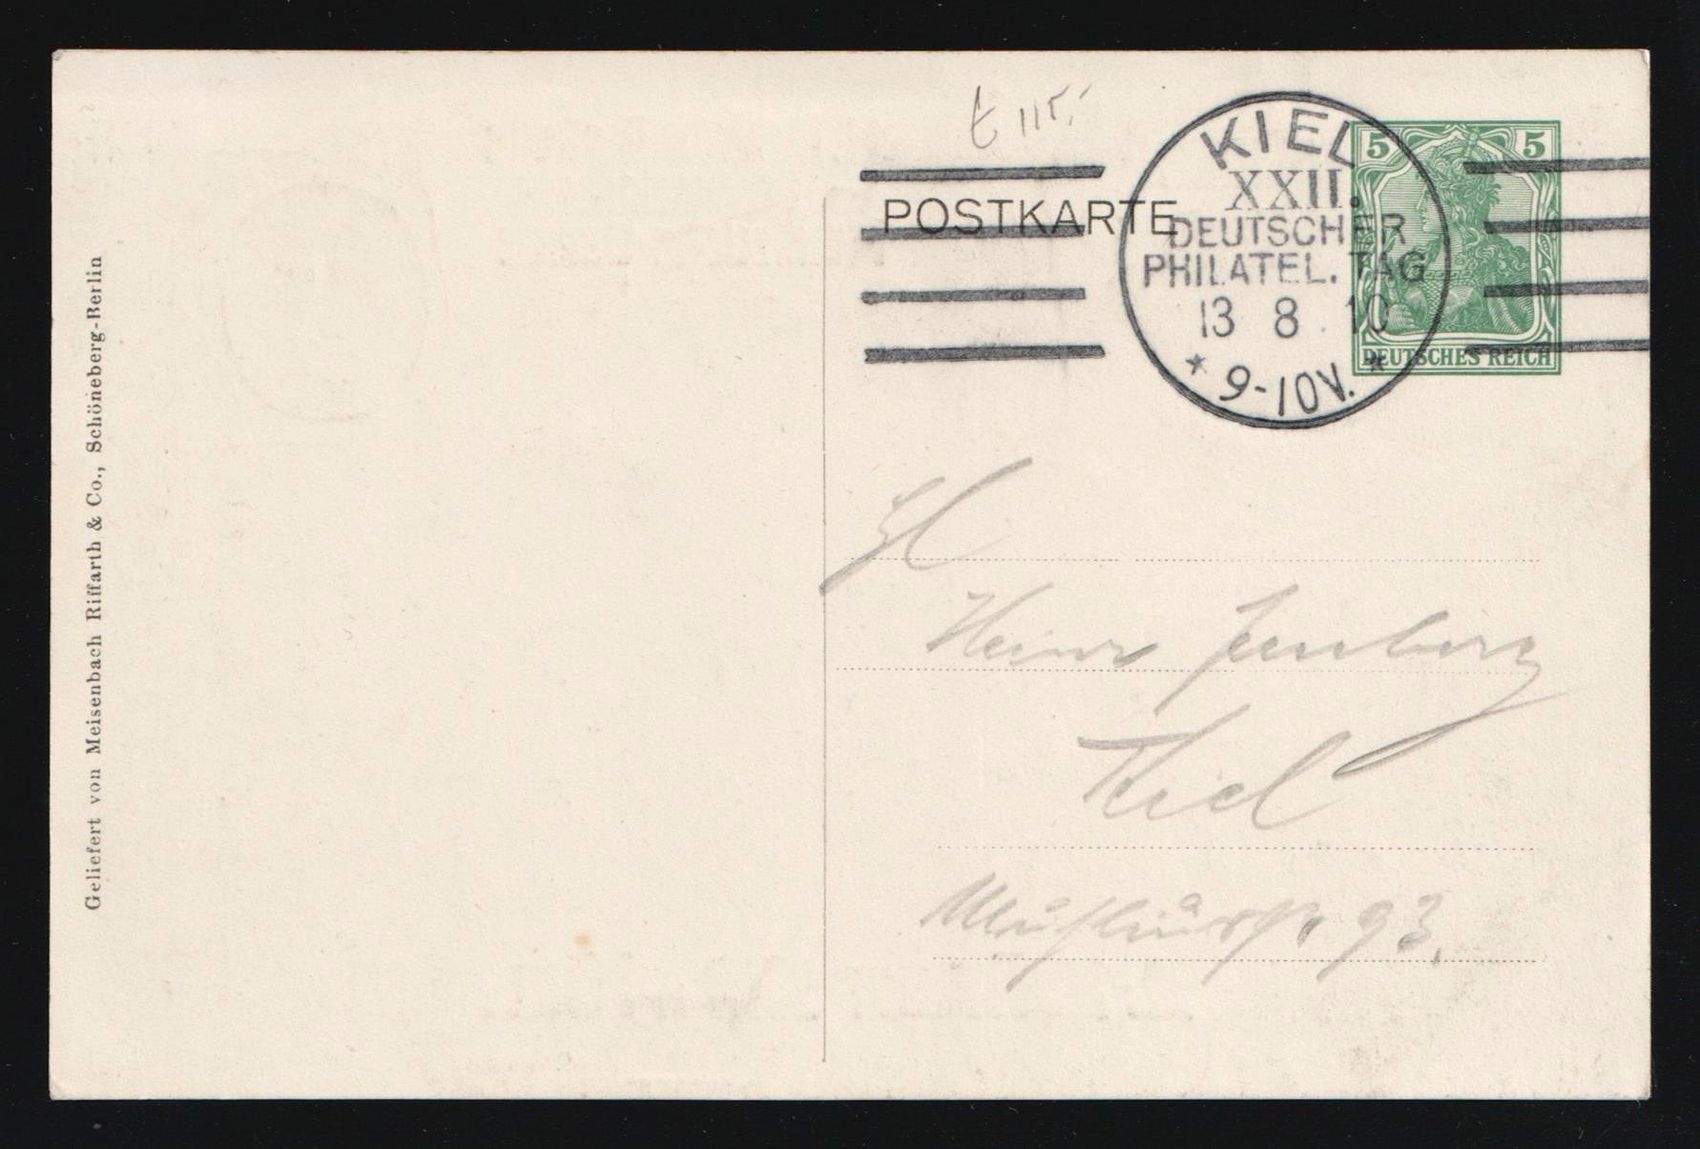 Geliefert von Meisenbach Riffarth & Co., Schöneberg-Berlin
115,-
POSTKARTE
KIEL
XXII.
DEUTSCHER
PHILATEL. TAG
13 8 10
* 9-10V. *
5 5
DEUTSCHES REICH
Kiel
93.